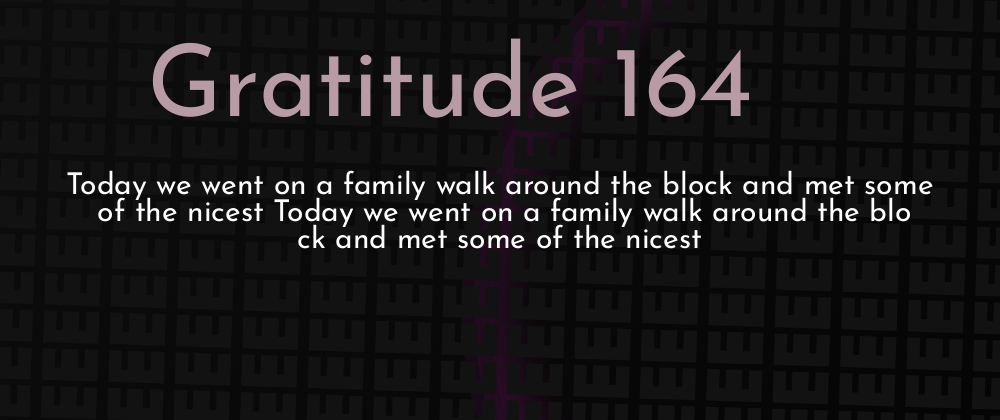 Gratitude 164
Today we went on a family walk around the block and met some
of the nicest Today we went on a family walk around the blo
ck and met some of the nicest